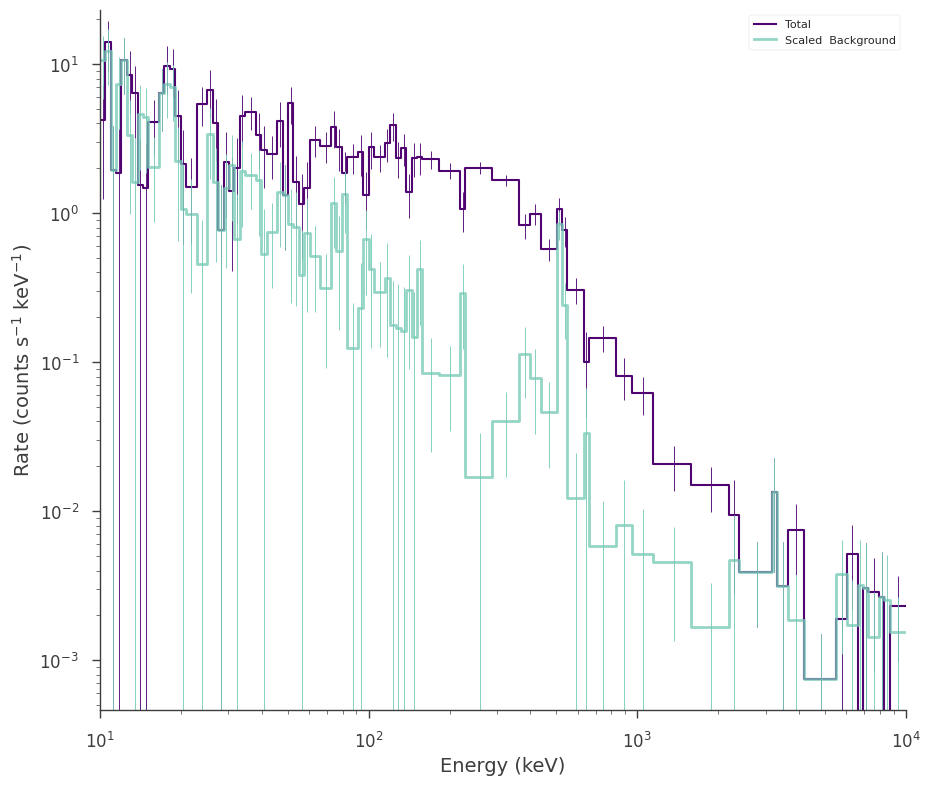 Total
Scaled  Background
10¹
10⁰
10⁻¹
10⁻²
10⁻³
Rate (counts s⁻¹ keV⁻¹)
10¹ 10² 10³ 10⁴
Energy (keV)